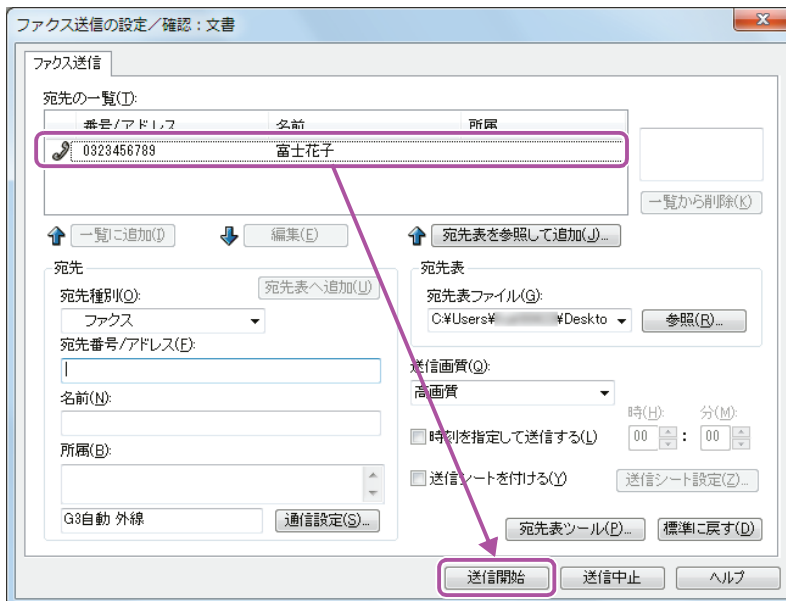 ファクス送信の設定／確認：文書
ファクス送信
宛先の一覧(T):
番号/アドレス 名前 所属
0323456789 富士花子
一覧から削除(K)
一覧に追加(I) 編集(E) 宛先表を参照して追加(J)...
宛先 宛先表
宛先表へ追加(U)
宛先種別(O): 宛先表ファイル(G):
ファクス C:¥Users¥ ¥Deskto 参照(R)...
宛先番号/アドレス(F):
送信画質(Q):
高画質
名前(N):
時(H): 分(M):
時刻を指定して送信する(L) 00 : 00
所属(B):
送信シートを付ける(Y) 送信シート設定(Z)...
G3自動 外線 通信設定(S)...
宛先表ツール(P)... 標準に戻す(D)
送信開始 送信中止 ヘルプ